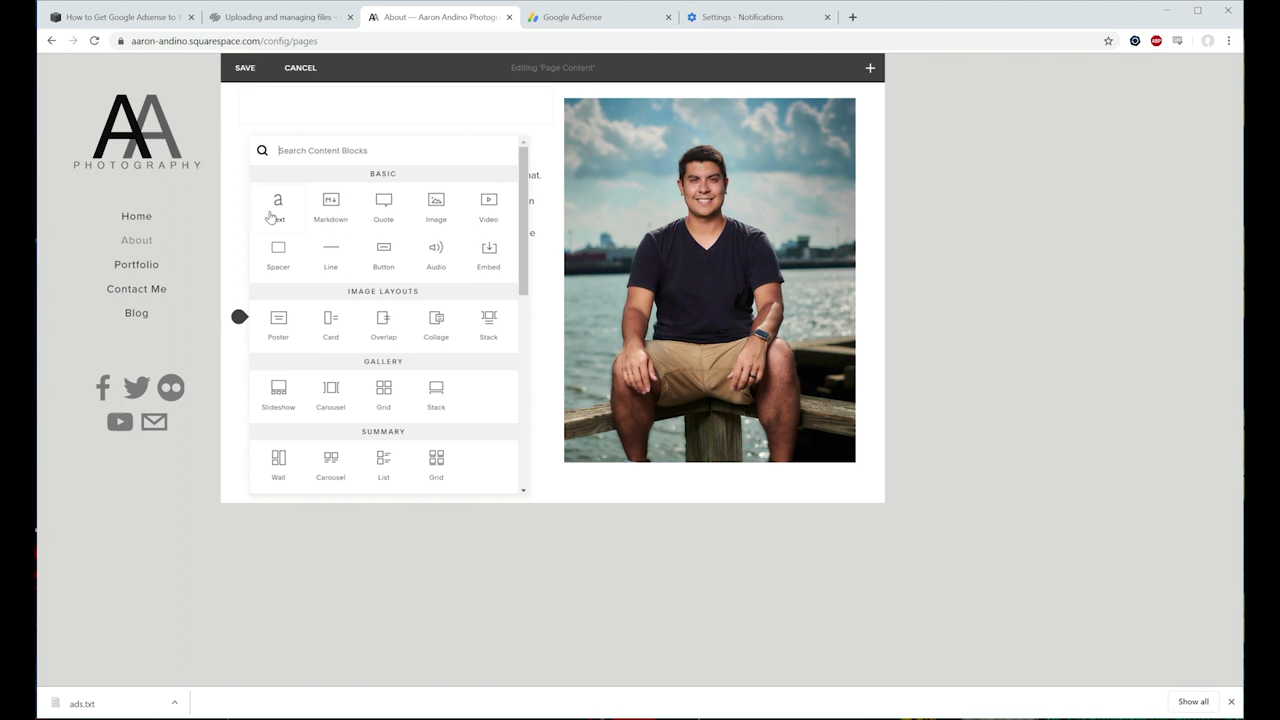 How to Get Google Adsense to V
Uploading and managing files –
About — Aaron Andino Photogr
Google AdSense
Settings - Notifications
aaron-andino.squarespace.com/config/pages
ABP
SAVE
CANCEL
Editing 'Page Content'
AA
PHOTOGRAPHY
Home
About
Portfolio
Contact Me
Blog
Search Content Blocks
BASIC
Text
Markdown
Quote
Image
Video
Spacer
Line
Button
Audio
Embed
IMAGE LAYOUTS
Poster
Card
Overlap
Collage
Stack
GALLERY
Slideshow
Carousel
Grid
Stack
SUMMARY
Wall
Carousel
List
Grid
ads.txt
Show all